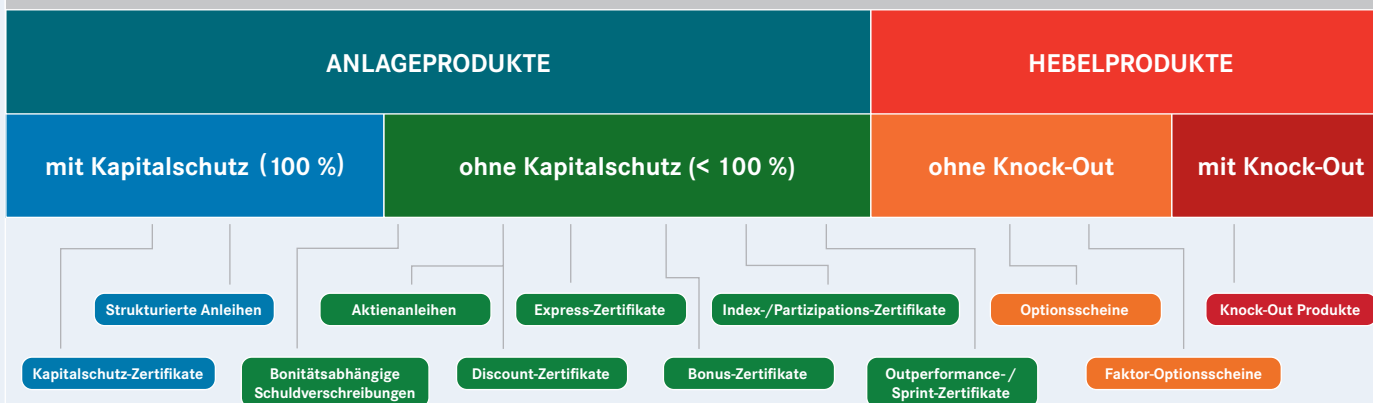 ANLAGEPRODUKTE
HEBELPRODUKTE
mit Kapitalschutz (100 %)
ohne Kapitalschutz (< 100 %)
ohne Knock-Out
mit Knock-Out
Strukturierte Anleihen
Aktienanleihen
Express-Zertifikate
Index-/Partizipations-Zertifikate
Optionsscheine
Knock-Out Produkte
Kapitalschutz-Zertifikate
Bonitätsabhängige
Schuldverschreibungen
Discount-Zertifikate
Bonus-Zertifikate
Outperformance-/
Sprint-Zertifikate
Faktor-Optionsscheine